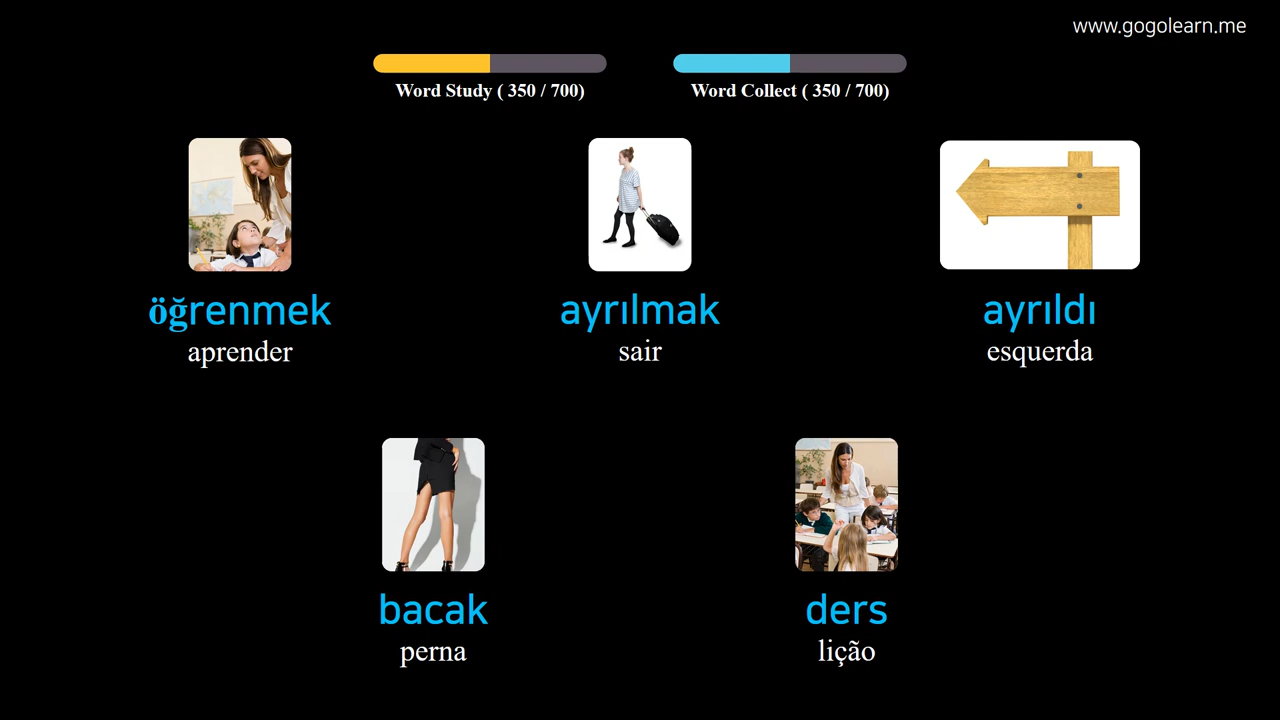 www.gogolearn.me
Word Study ( 350 / 700)
Word Collect ( 350 / 700)
öğrenmek
aprender
ayrılmak
sair
ayrıldı
esquerda
bacak
perna
ders
lição